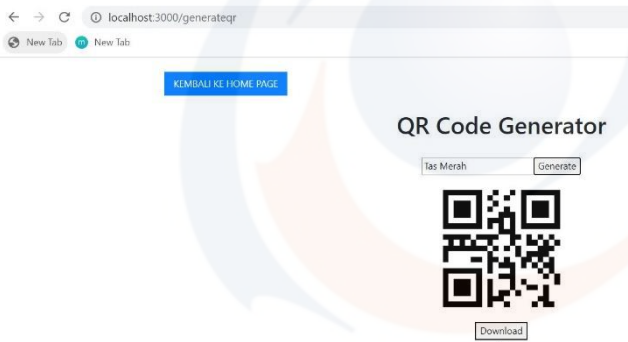 localhost:3000/generateqr
New Tab
m New Tab
KEMBALI KE HOME PAGE
QR Code Generator
Tas Merah Generate
Download